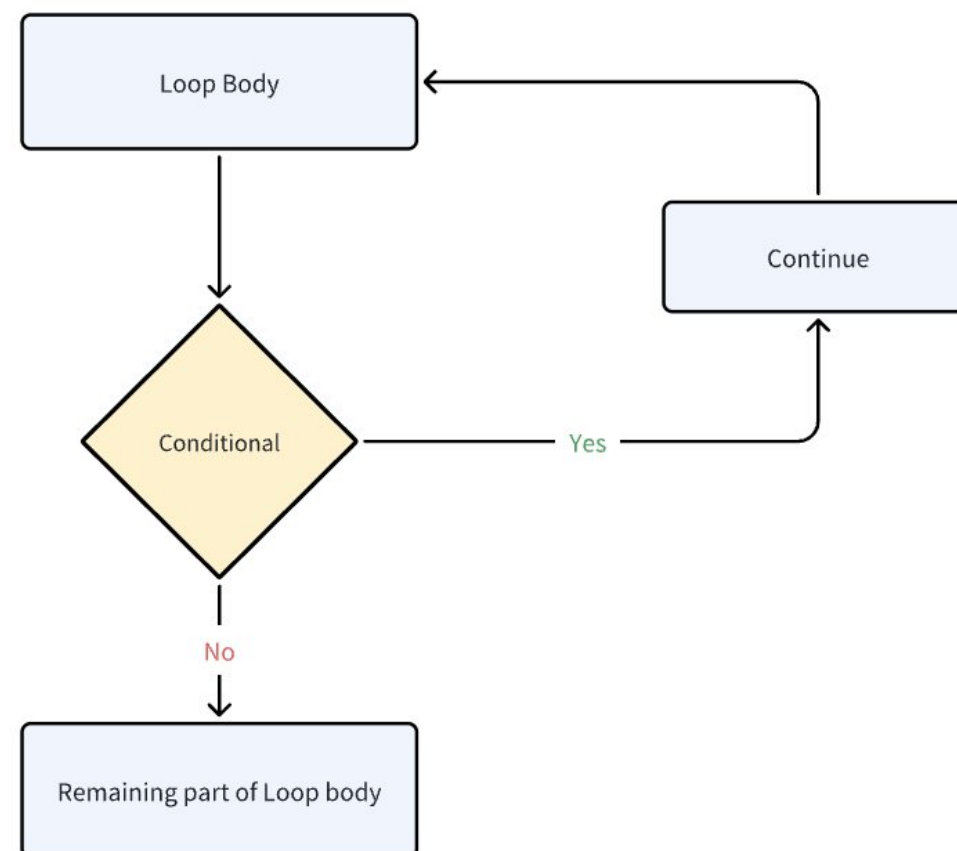 Loop Body
Continue
Conditional
Yes
No
Remaining part of Loop body